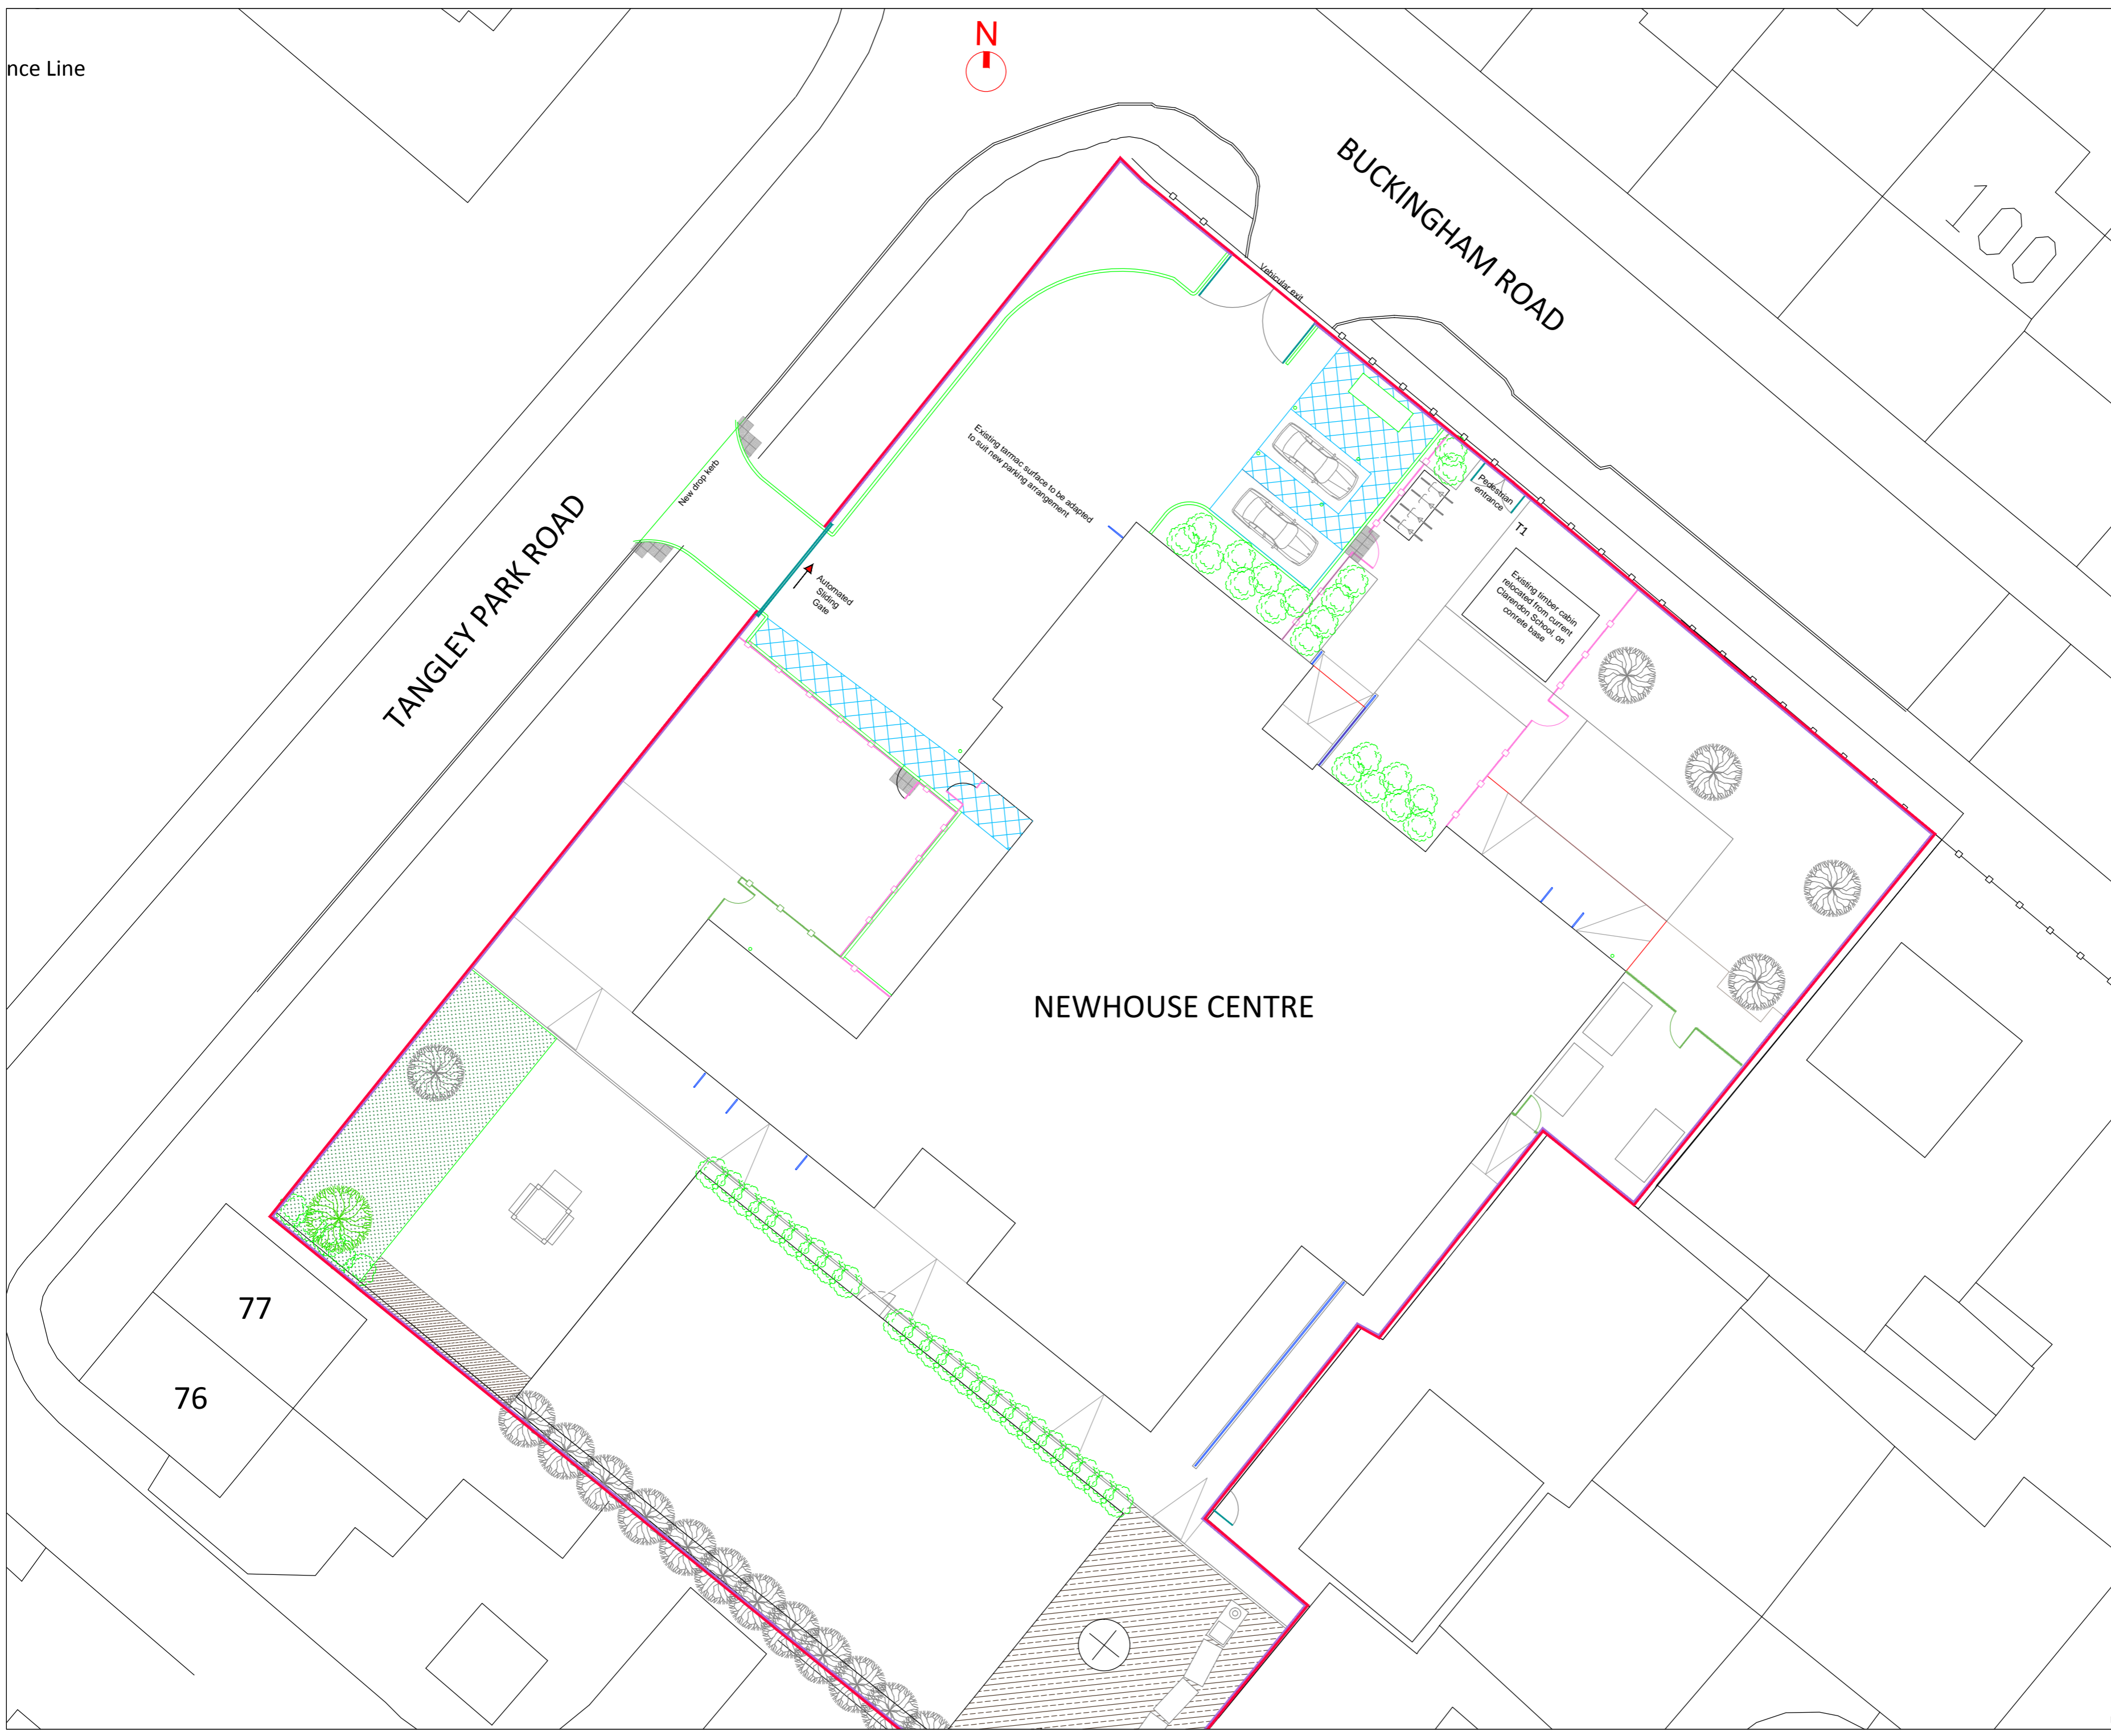 nce Line
N
BUCKINGHAM ROAD
100
Vehicular exit
Existing tarmac surface to be adapted
to suit new parking arrangement
New drop kerb
Pedestrian
entrance
T1
TANGLEY PARK ROAD
Automated
Sliding
Gate
Existing timber cabin
relocated from current
Clarendon School, on
conrete base
NEWHOUSE CENTRE
77
76